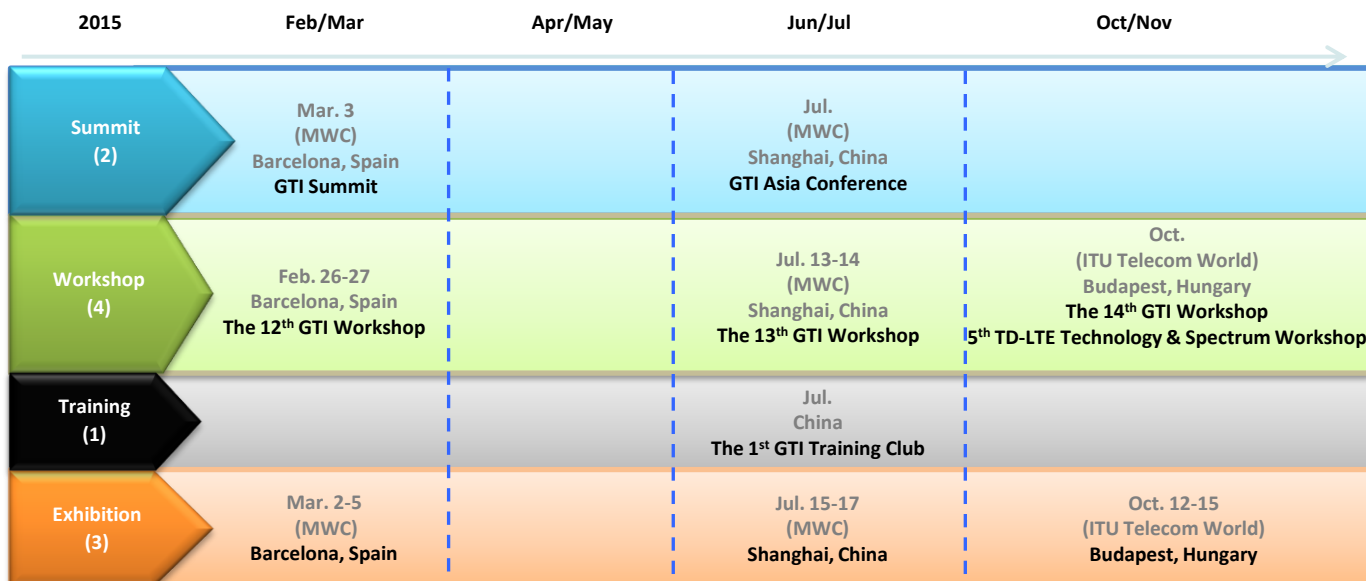 2015 Feb/Mar Apr/May Jun/Jul Oct/Nov
Summit
(2)
Mar. 3
(MWC)
Barcelona, Spain
GTI Summit
Jul.
(MWC)
Shanghai, China
GTI Asia Conference
Workshop
(4)
Feb. 26-27
Barcelona, Spain
The 12th GTI Workshop
Jul. 13-14
(MWC)
Shanghai, China
The 13th GTI Workshop
Oct.
(ITU Telecom World)
Budapest, Hungary
The 14th GTI Workshop
5th TD-LTE Technology & Spectrum Workshop
Training
(1)
Jul.
China
The 1st GTI Training Club
Exhibition
(3)
Mar. 2-5
(MWC)
Barcelona, Spain
Jul. 15-17
(MWC)
Shanghai, China
Oct. 12-15
(ITU Telecom World)
Budapest, Hungary